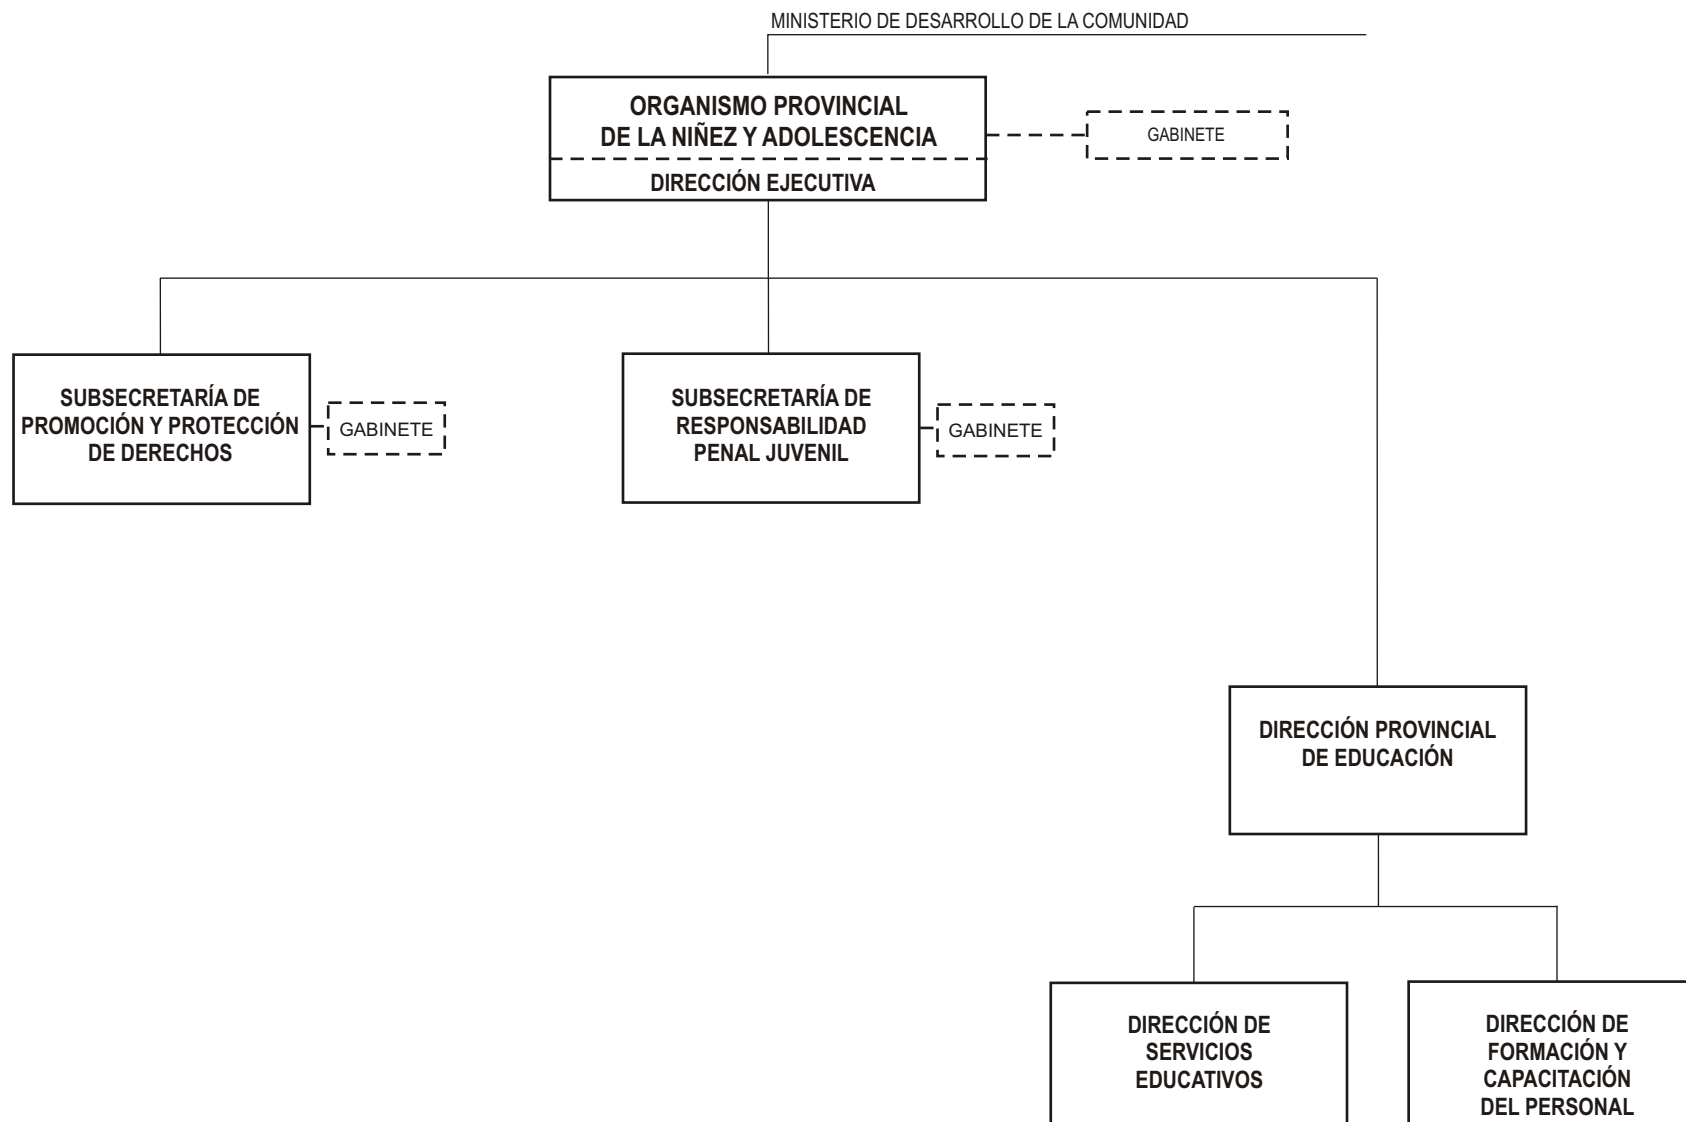 MINISTERIO DE DESARROLLO DE LA COMUNIDAD
ORGANISMO PROVINCIAL
DE LA NIÑEZ Y ADOLESCENCIA
DIRECCIÓN EJECUTIVA
GABINETE
SUBSECRETARÍA DE
PROMOCIÓN Y PROTECCIÓN
DE DERECHOS
GABINETE
SUBSECRETARÍA DE
RESPONSABILIDAD
PENAL JUVENIL
GABINETE
DIRECCIÓN PROVINCIAL
DE EDUCACIÓN
DIRECCIÓN DE
SERVICIOS
EDUCATIVOS
DIRECCIÓN DE
FORMACIÓN Y
CAPACITACIÓN
DEL PERSONAL